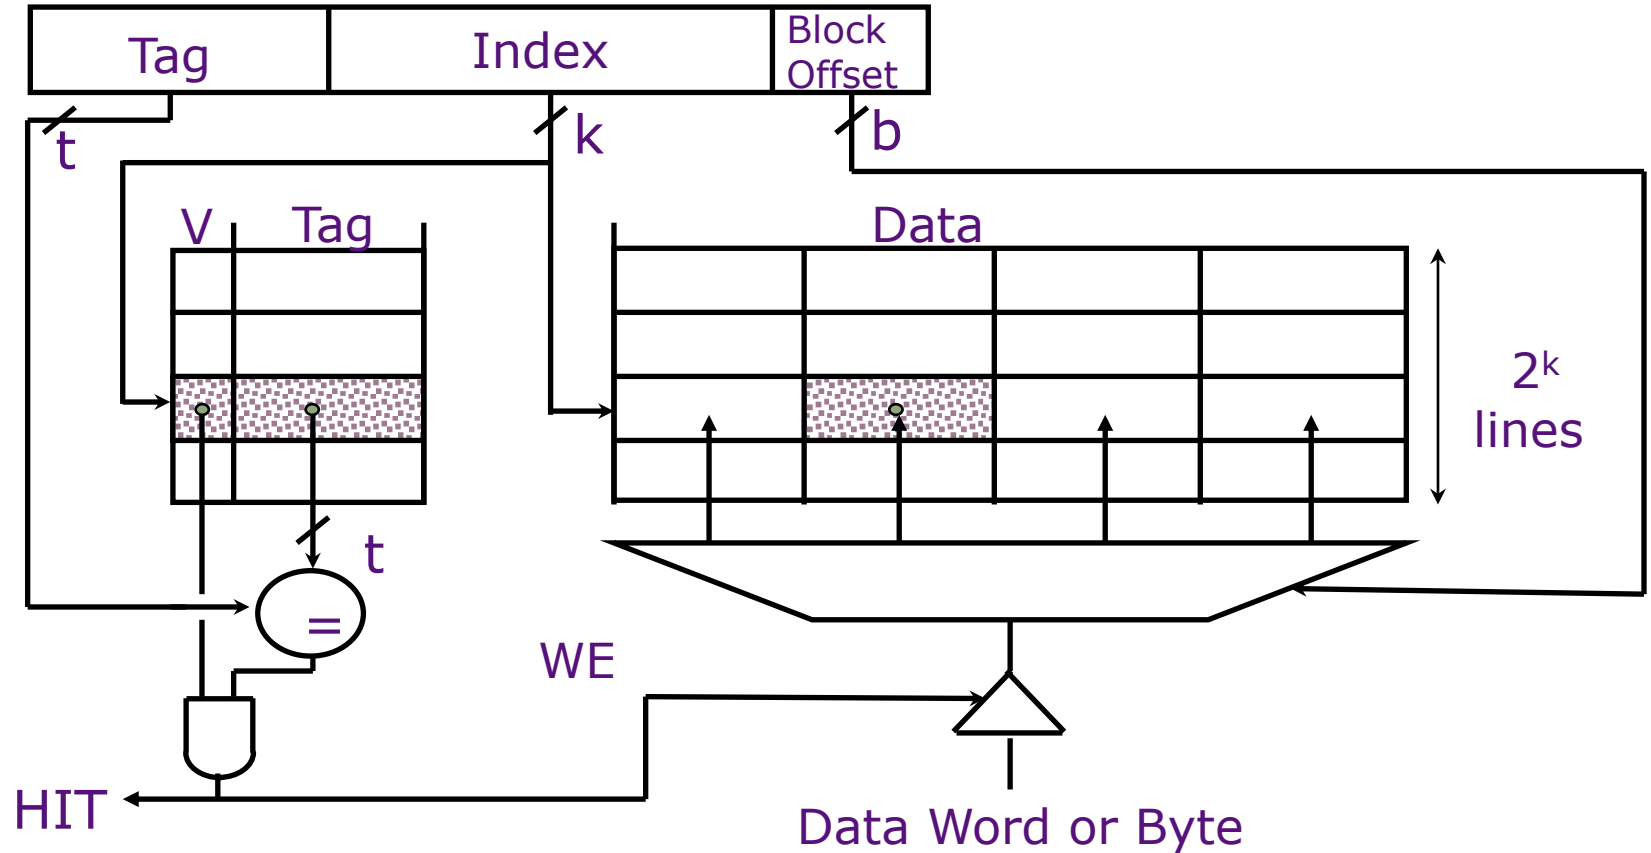 Tag
Index
Block
Offset
t
k
b
V
Tag
Data
2ᵏ
lines
t
=
WE
HIT
Data Word or Byte